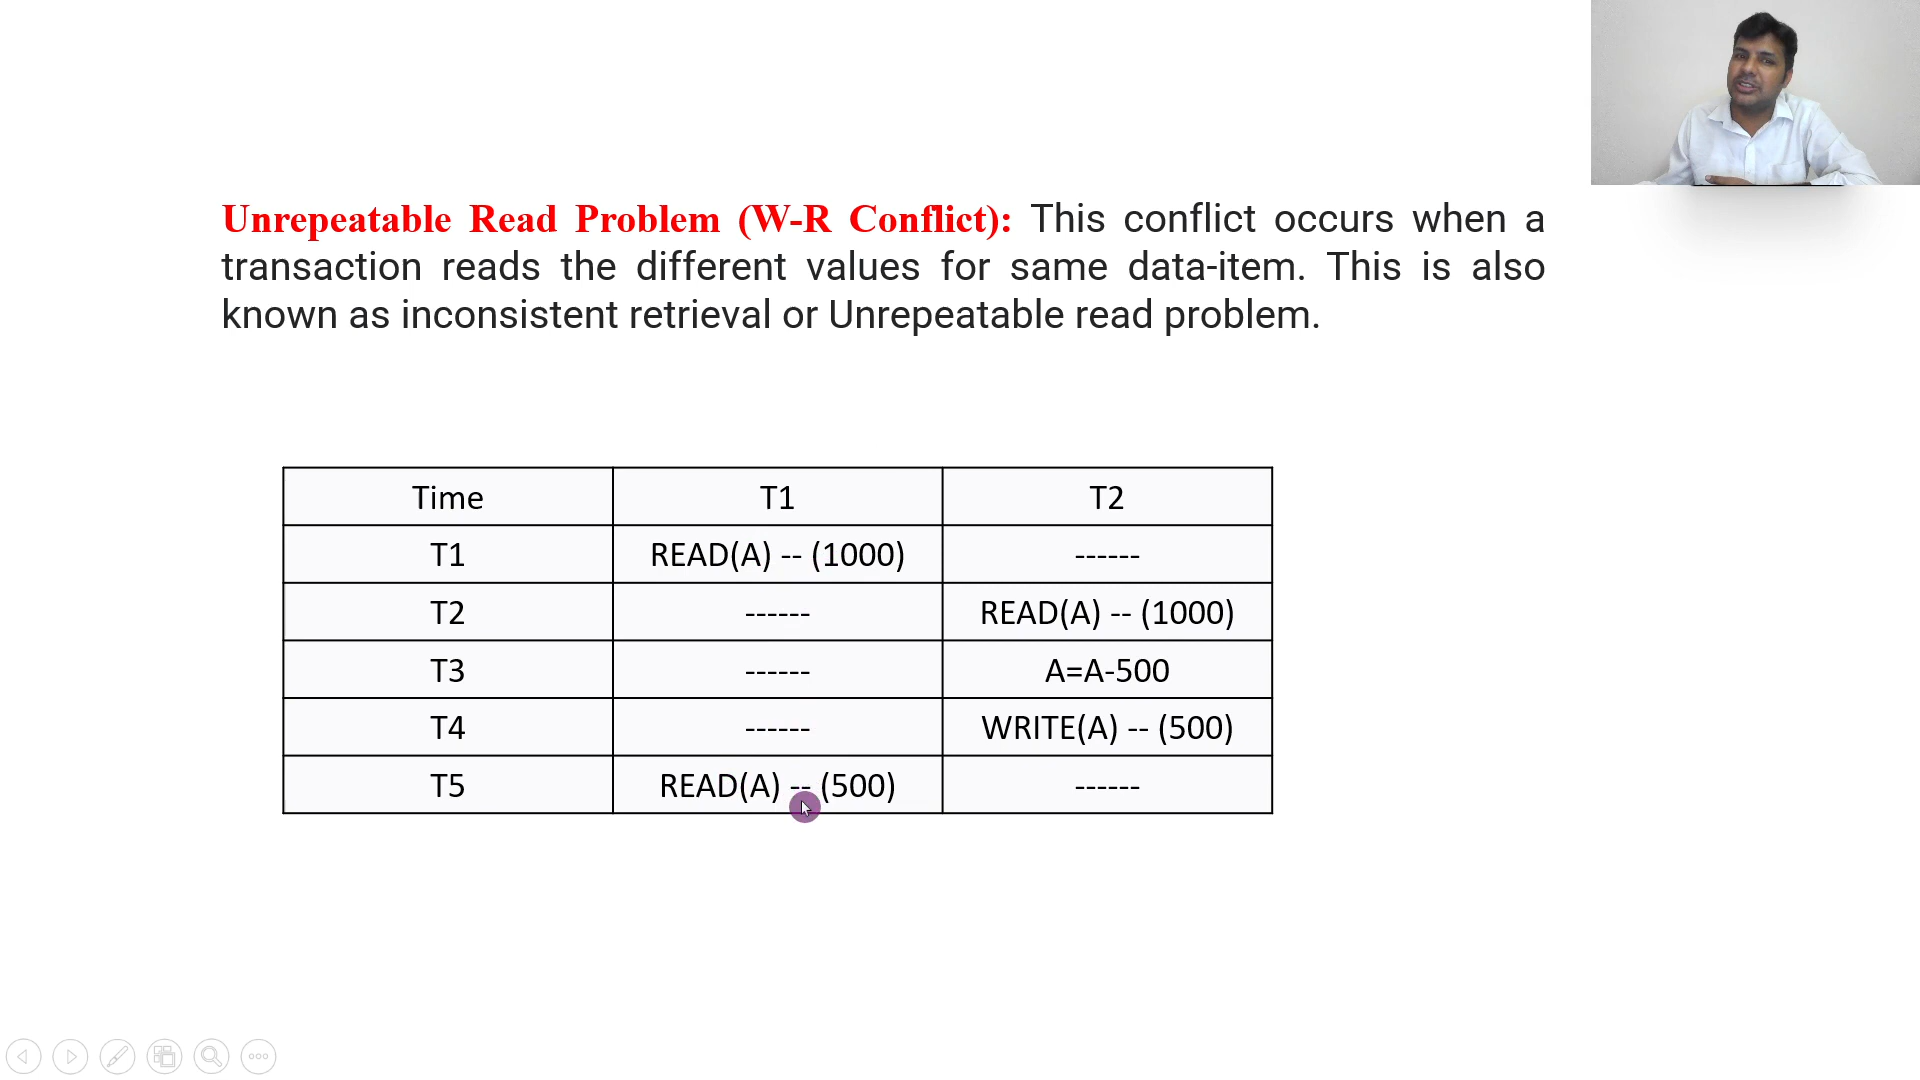 Unrepeatable Read Problem (W-R Conflict): This conflict occurs when a
transaction reads the different values for same data-item. This is also
known as inconsistent retrieval or Unrepeatable read problem.
Time T1 T2
T1 READ(A) -- (1000) ------
T2 ------ READ(A) -- (1000)
T3 ------ A=A-500
T4 ------ WRITE(A) -- (500)
T5 READ(A) -- (500) ------